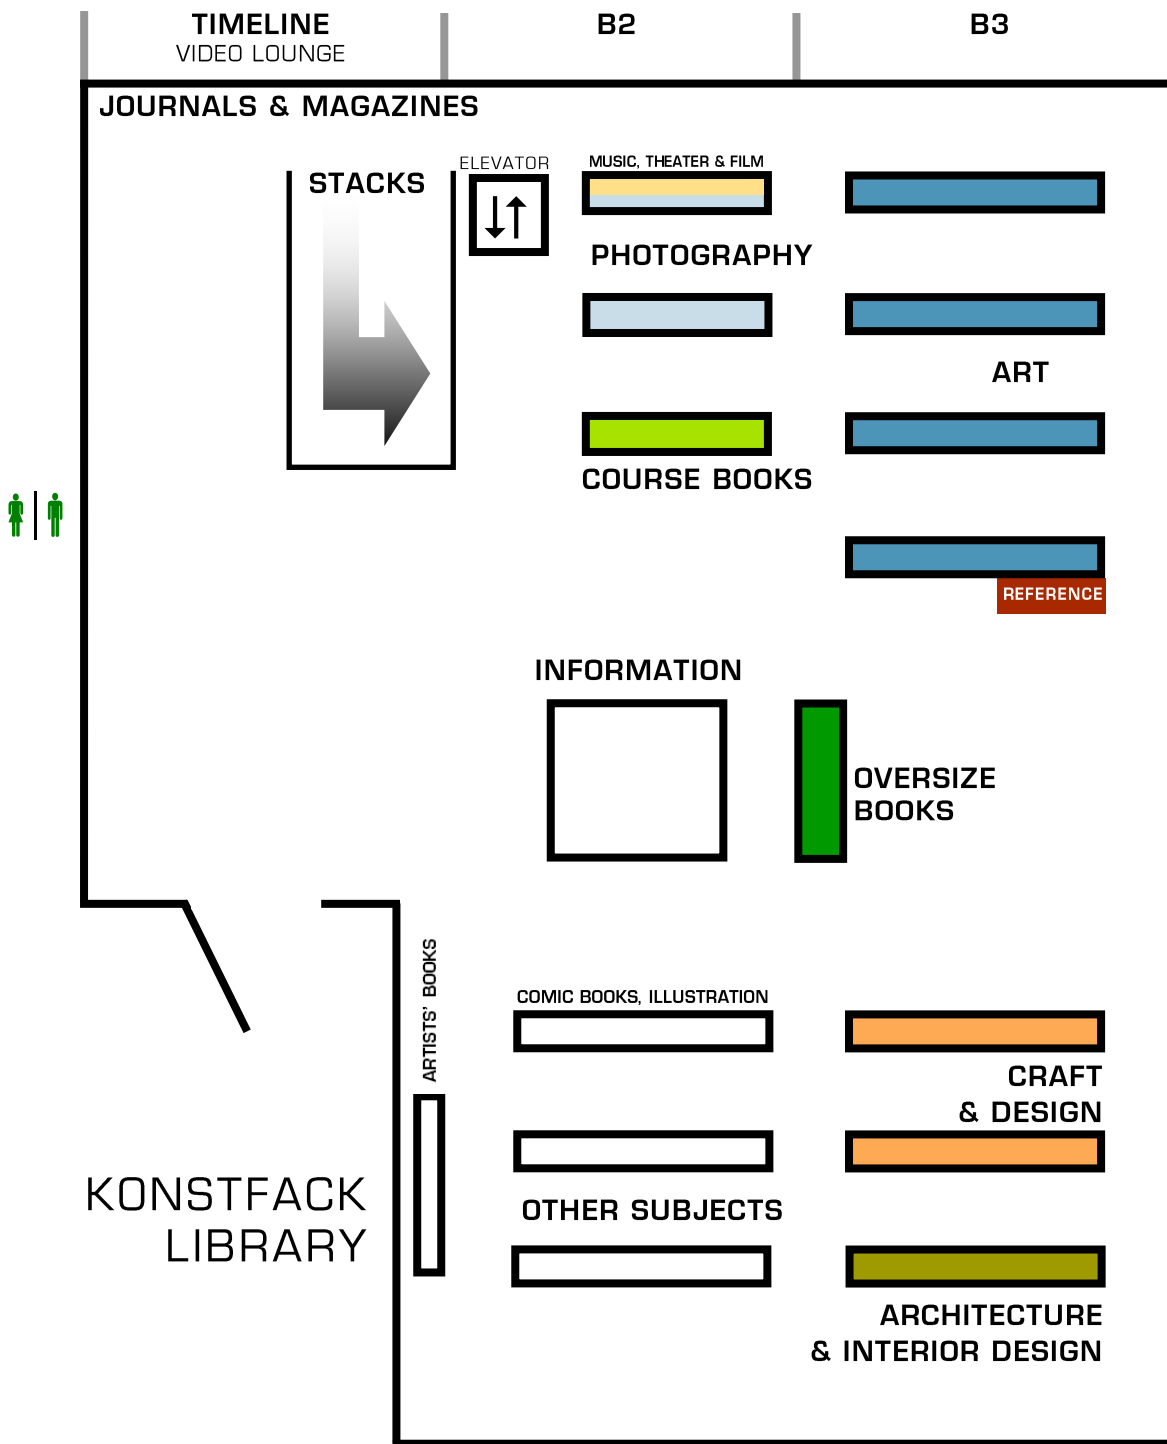 TIMELINE
VIDEO LOUNGE
B2
B3
JOURNALS & MAGAZINES
STACKS
ELEVATOR
MUSIC, THEATER & FILM
PHOTOGRAPHY
ART
COURSE BOOKS
REFERENCE
INFORMATION
OVERSIZE
BOOKS
ARTISTS' BOOKS
COMIC BOOKS, ILLUSTRATION
CRAFT
& DESIGN
KONSTFACK
LIBRARY
OTHER SUBJECTS
ARCHITECTURE
& INTERIOR DESIGN